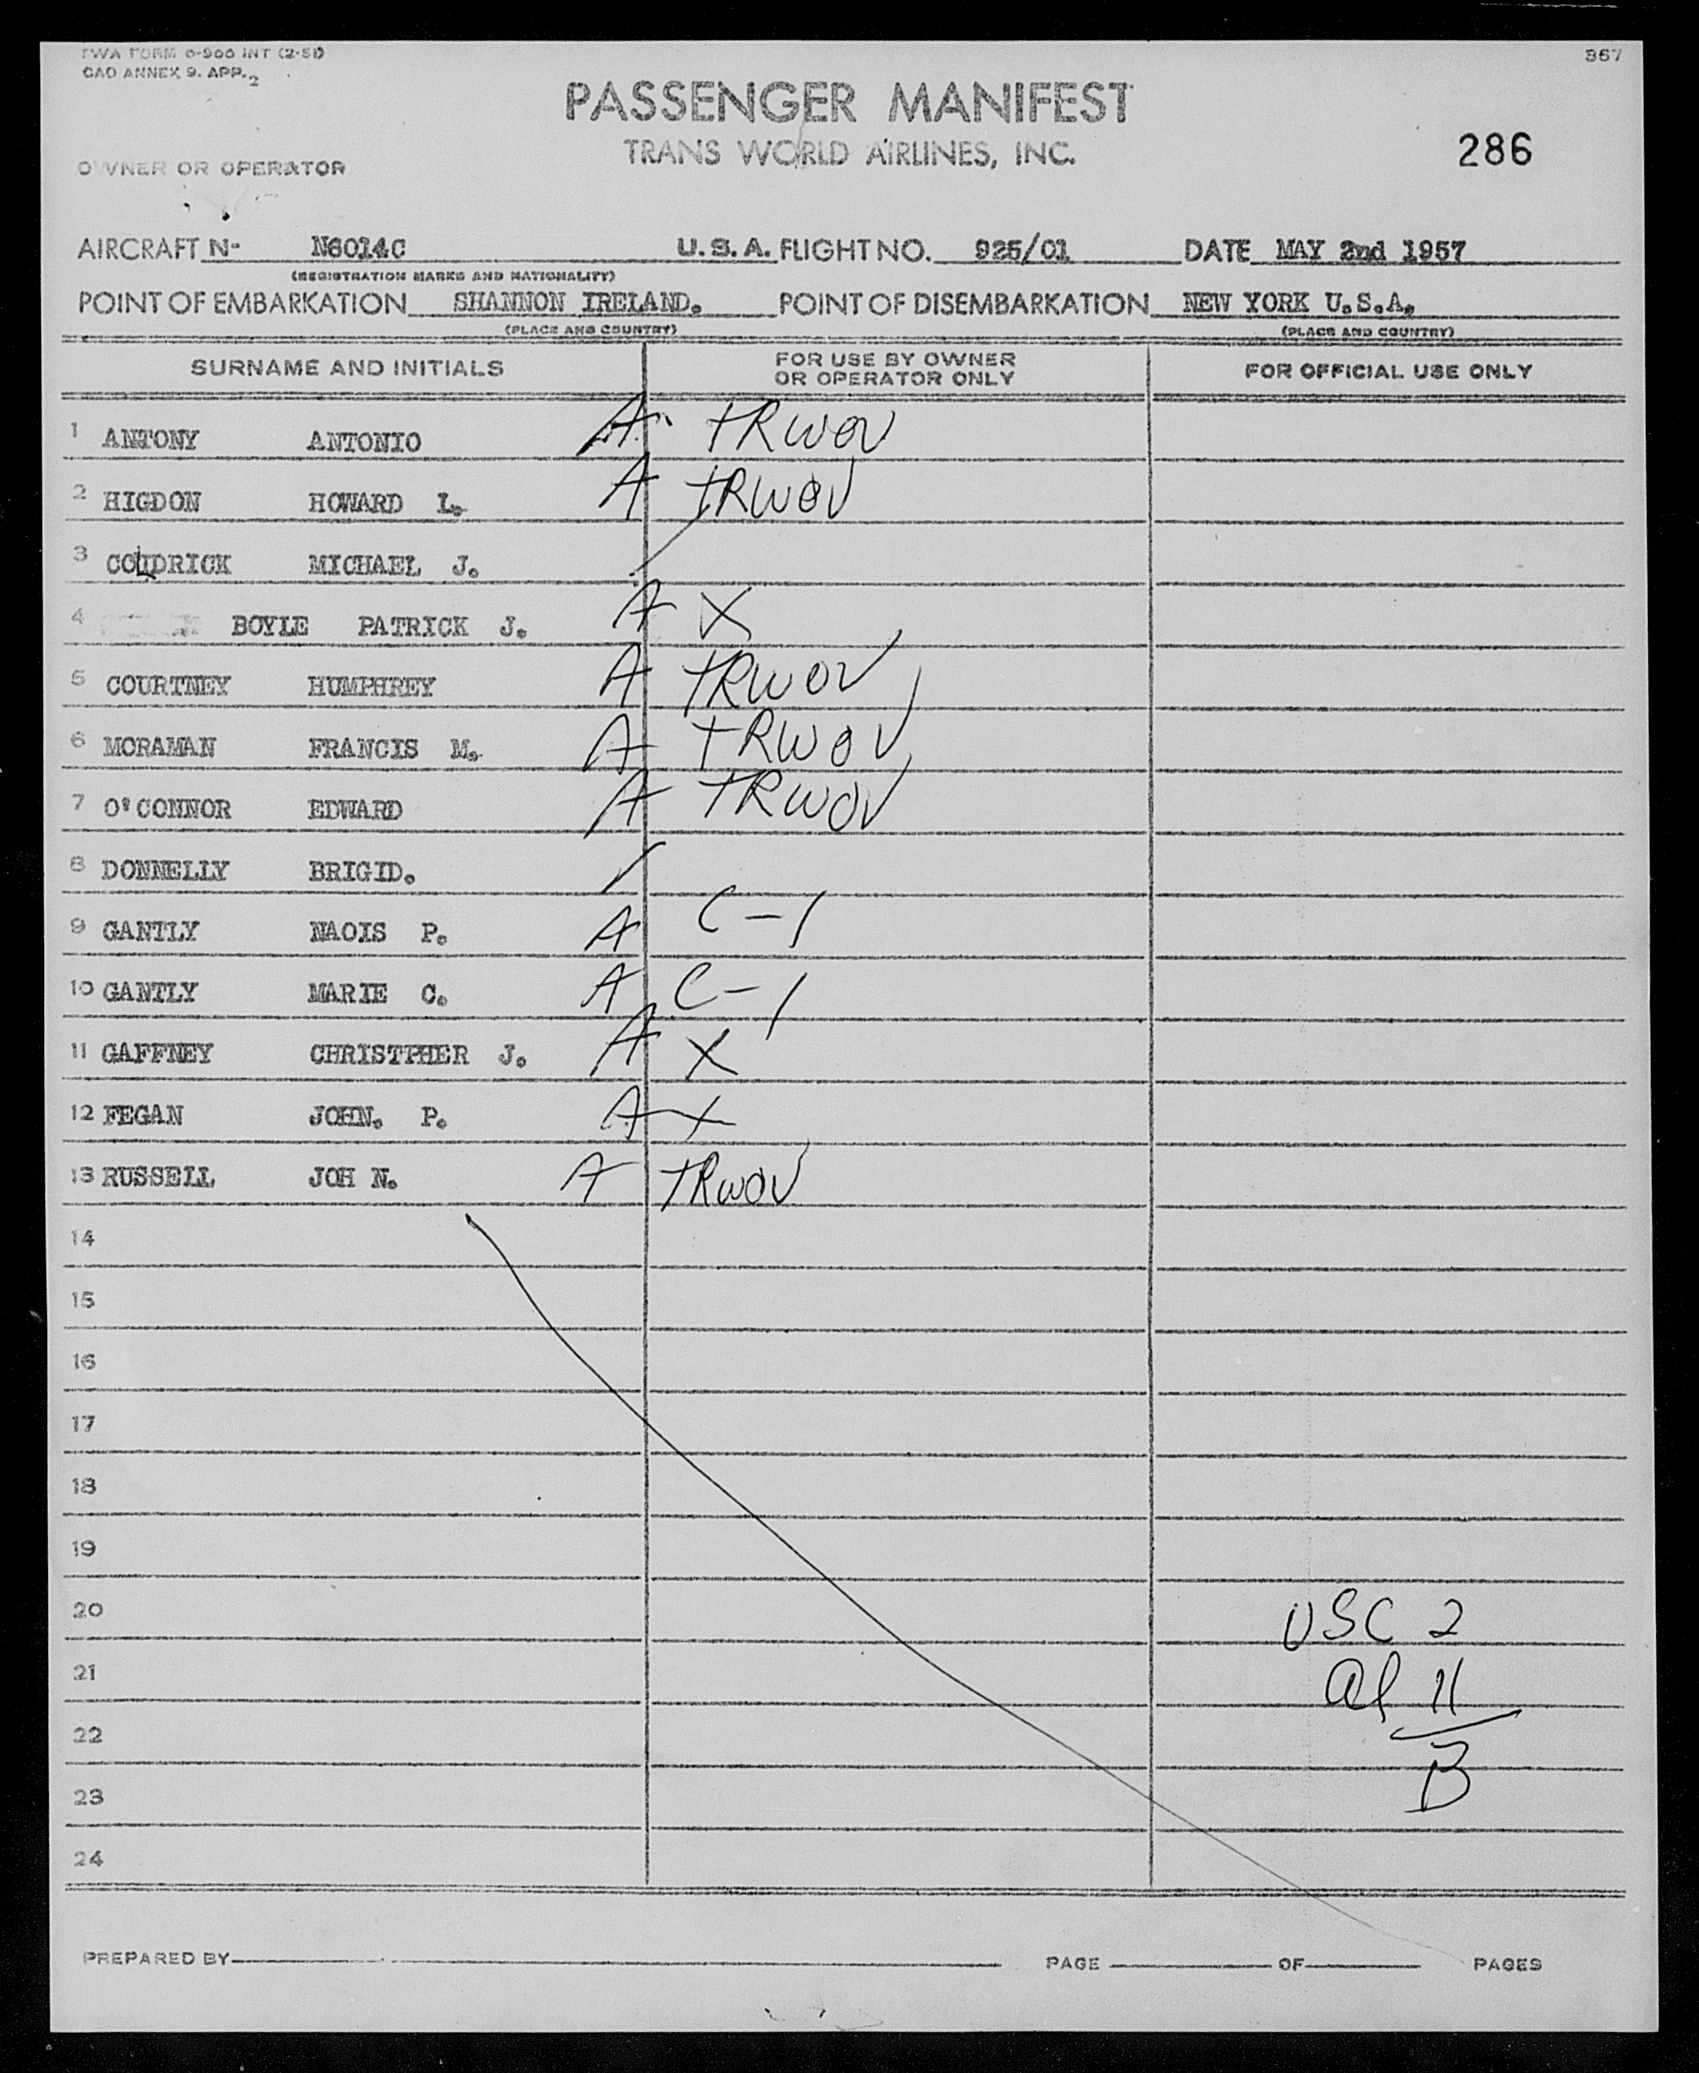 TWA FORM 0-900 INT (2-51)
CAO ANNEX 9. APP. 2
367
PASSENGER MANIFEST
TRANS WORLD AIRLINES, INC.
286
OWNER OR OPERATOR
AIRCRAFT N- N6014C U.S.A. FLIGHT NO. 925/01 DATE MAY 2nd 1957
(REGISTRATION MARKS AND NATIONALITY)
POINT OF EMBARKATION SHANNON IRELAND. POINT OF DISEMBARKATION NEW YORK U.S.A.
(PLACE AND COUNTRY) (PLACE AND COUNTRY)
SURNAME AND INITIALS FOR USE BY OWNER OR OPERATOR ONLY FOR OFFICIAL USE ONLY
1 ANTONY ANTONIO A TRWOV
2 HIGDON HOWARD L. A TRWOV
3 COLDRICK MICHAEL J.
4 BOYLE PATRICK J. A X
5 COURTNEY HUMPHREY A TRWOV
6 MORAMAN FRANCIS M. A TRWOV
7 O'CONNOR EDWARD A TRWOV
8 DONNELLY BRIGID.
9 GANTLY NAOIS P. A C-1
10 GANTLY MARIE C. A C-1
11 GAFFNEY CHRISTPHER J. A X
12 FEGAN JOHN. P. A X
13 RUSSELL JOH N. A TRWOV
14
15
16
17
18
19
20 USC 2
21 al 11
22
23 B
24
PREPARED BY PAGE OF PAGES